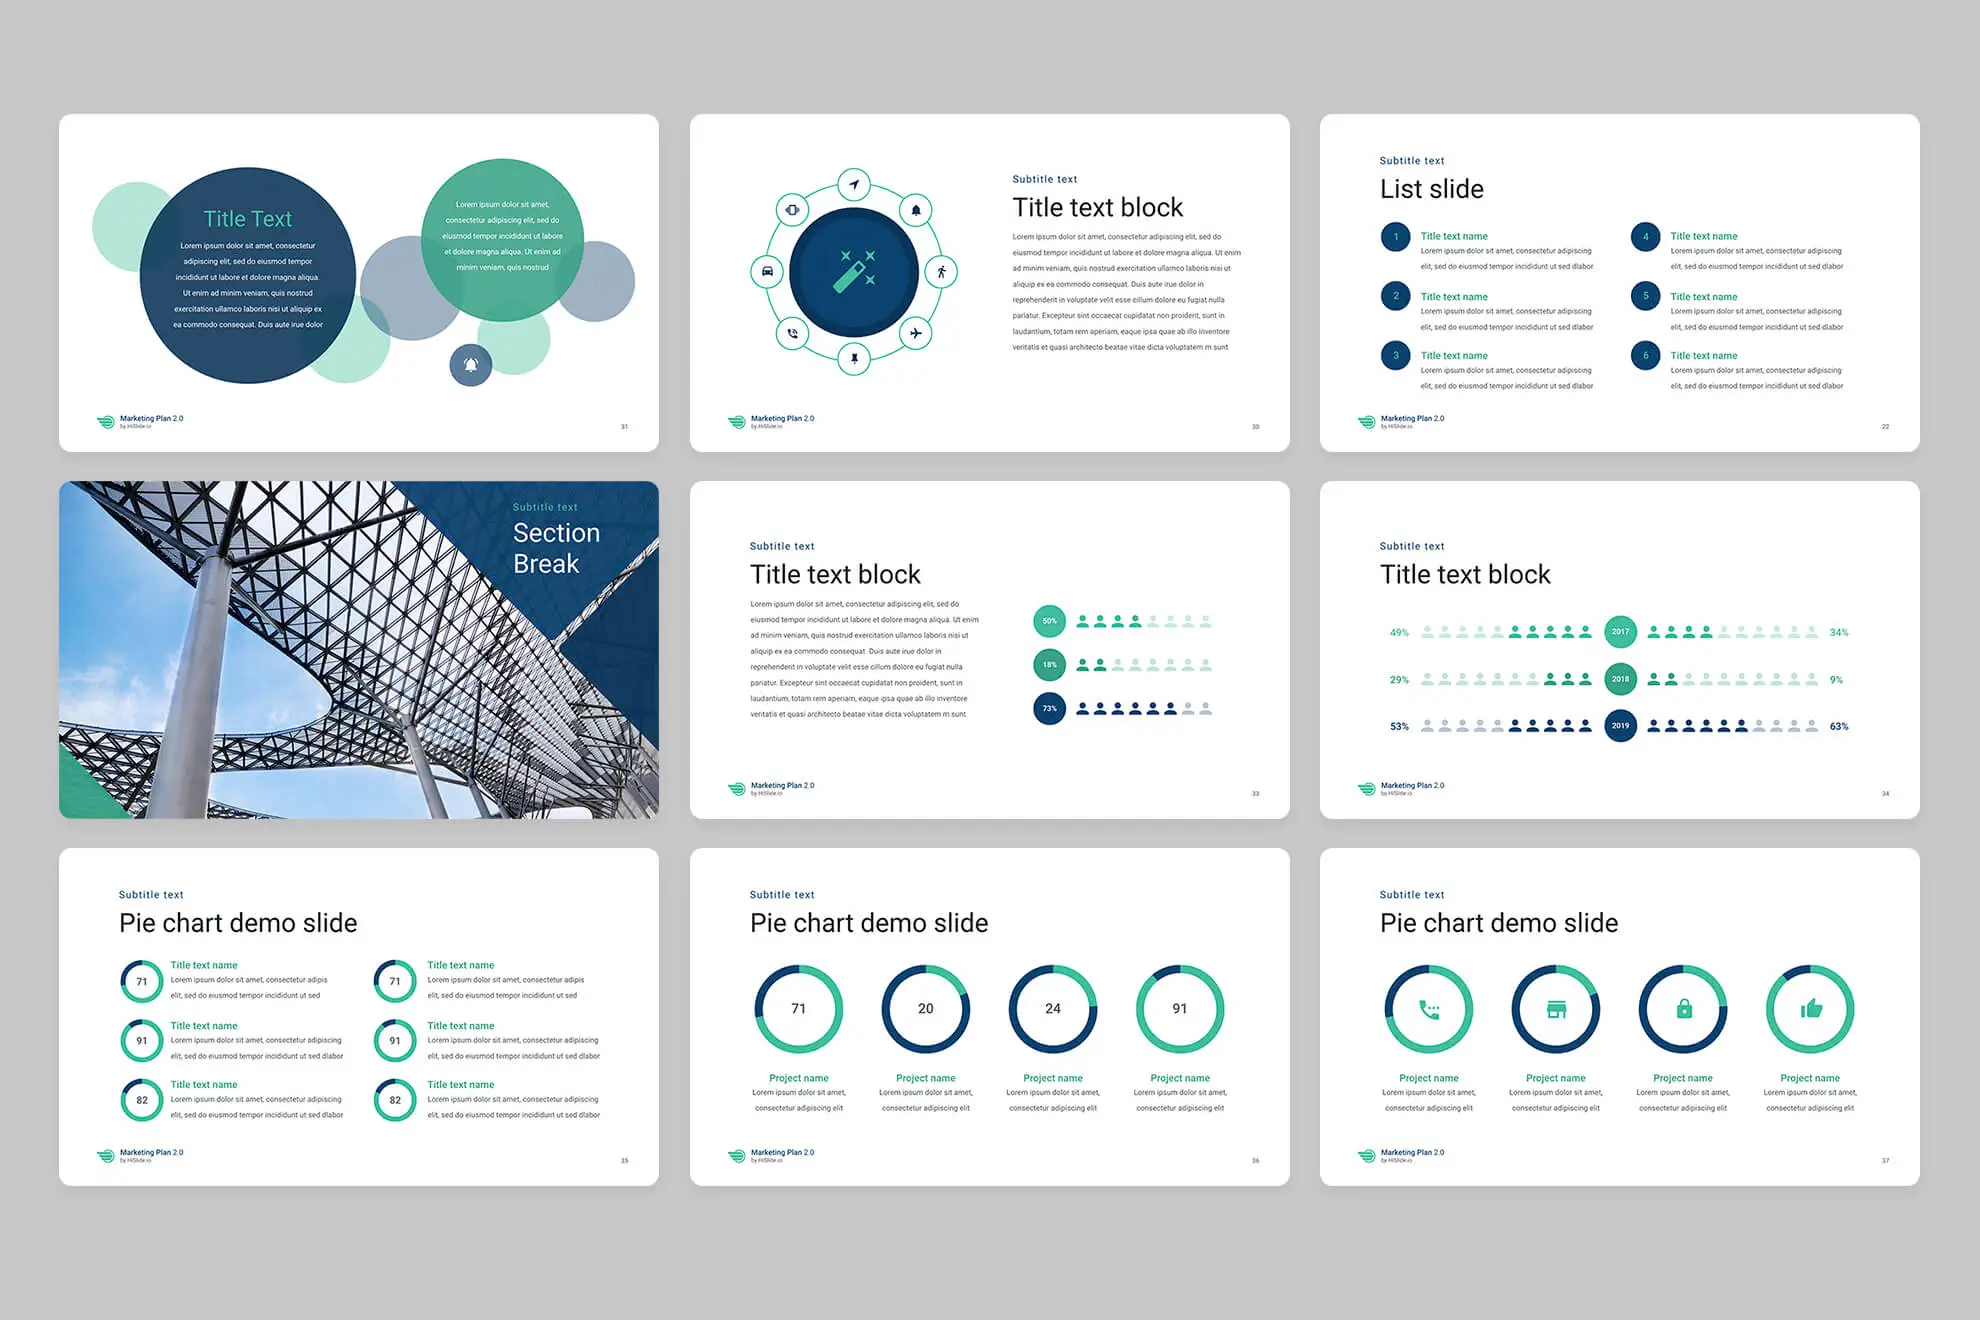 Title Text
Lorem ipsum dolor sit amet, consectetur
adipiscing elit, sed do eiusmod tempor
incididunt ut labore et dolore magna aliqua.
Ut enim ad minim veniam, quis nostrud
exercitation ullamco laboris nisi ut aliquip ex
ea commodo consequat. Duis aute irue dolor
Lorem ipsum dolor sit amet,
consectetur adipiscing elit, sed do
eiusmod tempor incididunt ut labore
et dolore magna aliqua. Ut enim ad
minim veniam, quis nostrud
Marketing Plan 2.0
by HiSlide.io
31
Subtitle text
Title text block
Lorem ipsum dolor sit amet, consectetur adipiscing elit, sed do
eiusmod tempor incididunt ut labore et dolore magna aliqua. Ut enim
ad minim veniam, quis nostrud exercitation ullamco laboris nisi ut
aliquip ex ea commodo consequat. Duis aute irue dolor in
reprehenderit in voluptate velit esse cillum dolore eu fugiat nulla
pariatur. Excepteur sint occaecat cupidatat non proident, sunt in
laudantium, totam rem aperiam, eaque ipsa quae ab illo inventore
veritatis et quasi architecto beatae vitae dicta voluptatem m sunt
Marketing Plan 2.0
by HiSlide.io
30
Subtitle text
List slide
1
Title text name
Lorem ipsum dolor sit amet, consectetur adipiscing
elit, sed do eiusmod tempor incididunt ut sed dlabor
2
Title text name
Lorem ipsum dolor sit amet, consectetur adipiscing
elit, sed do eiusmod tempor incididunt ut sed dlabor
3
Title text name
Lorem ipsum dolor sit amet, consectetur adipiscing
elit, sed do eiusmod tempor incididunt ut sed dlabor
4
Title text name
Lorem ipsum dolor sit amet, consectetur adipiscing
elit, sed do eiusmod tempor incididunt ut sed dlabor
5
Title text name
Lorem ipsum dolor sit amet, consectetur adipiscing
elit, sed do eiusmod tempor incididunt ut sed dlabor
6
Title text name
Lorem ipsum dolor sit amet, consectetur adipiscing
elit, sed do eiusmod tempor incididunt ut sed dlabor
Marketing Plan 2.0
by HiSlide.io
22
Subtitle text
Section
Break
Subtitle text
Title text block
Lorem ipsum dolor sit amet, consectetur adipiscing elit, sed do
eiusmod tempor incididunt ut labore et dolore magna aliqua. Ut enim
ad minim veniam, quis nostrud exercitation ullamco laboris nisi ut
aliquip ex ea commodo consequat. Duis aute irue dolor in
reprehenderit in voluptate velit esse cillum dolore eu fugiat nulla
pariatur. Excepteur sint occaecat cupidatat non proident, sunt in
laudantium, totam rem aperiam, eaque ipsa quae ab illo inventore
veritatis et quasi architecto beatae vitae dicta voluptatem m sunt
50%
18%
73%
Marketing Plan 2.0
by HiSlide.io
33
Subtitle text
Title text block
49% 2017 34%
29% 2018 9%
53% 2019 63%
Marketing Plan 2.0
by HiSlide.io
34
Subtitle text
Pie chart demo slide
71
Title text name
Lorem ipsum dolor sit amet, consectetur adipis
elit, sed do eiusmod tempor incididunt ut sed
91
Title text name
Lorem ipsum dolor sit amet, consectetur adipiscing
elit, sed do eiusmod tempor incididunt ut sed dlabor
82
Title text name
Lorem ipsum dolor sit amet, consectetur adipiscing
elit, sed do eiusmod tempor incididunt ut sed dlabor
71
Title text name
Lorem ipsum dolor sit amet, consectetur adipis
elit, sed do eiusmod tempor incididunt ut sed
91
Title text name
Lorem ipsum dolor sit amet, consectetur adipiscing
elit, sed do eiusmod tempor incididunt ut sed dlabor
82
Title text name
Lorem ipsum dolor sit amet, consectetur adipiscing
elit, sed do eiusmod tempor incididunt ut sed dlabor
Marketing Plan 2.0
by HiSlide.io
35
Subtitle text
Pie chart demo slide
71
Project name
Lorem ipsum dolor sit amet,
consectetur adipiscing elit
20
Project name
Lorem ipsum dolor sit amet,
consectetur adipiscing elit
24
Project name
Lorem ipsum dolor sit amet,
consectetur adipiscing elit
91
Project name
Lorem ipsum dolor sit amet,
consectetur adipiscing elit
Marketing Plan 2.0
by HiSlide.io
36
Subtitle text
Pie chart demo slide
Project name
Lorem ipsum dolor sit amet,
consectetur adipiscing elit
Project name
Lorem ipsum dolor sit amet,
consectetur adipiscing elit
Project name
Lorem ipsum dolor sit amet,
consectetur adipiscing elit
Project name
Lorem ipsum dolor sit amet,
consectetur adipiscing elit
Marketing Plan 2.0
by HiSlide.io
37